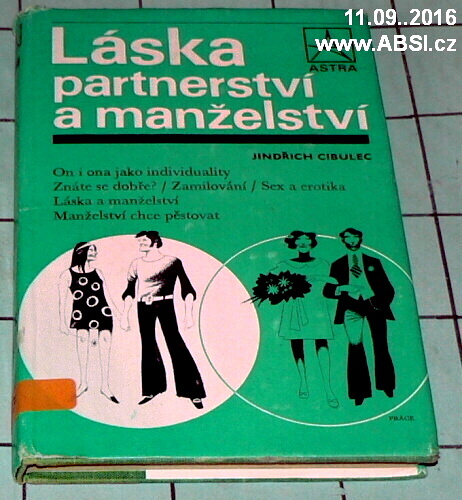 11.09..2016
www.ABSI.cz
ASTRA
Láska
partnerství
a manželství
JINDŘICH CIBULEC
On i ona jako individuality
Znáte se dobře? / Zamilování / Sex a erotika
Láska a manželství
Manželství chce pěstovat
PRÁCE